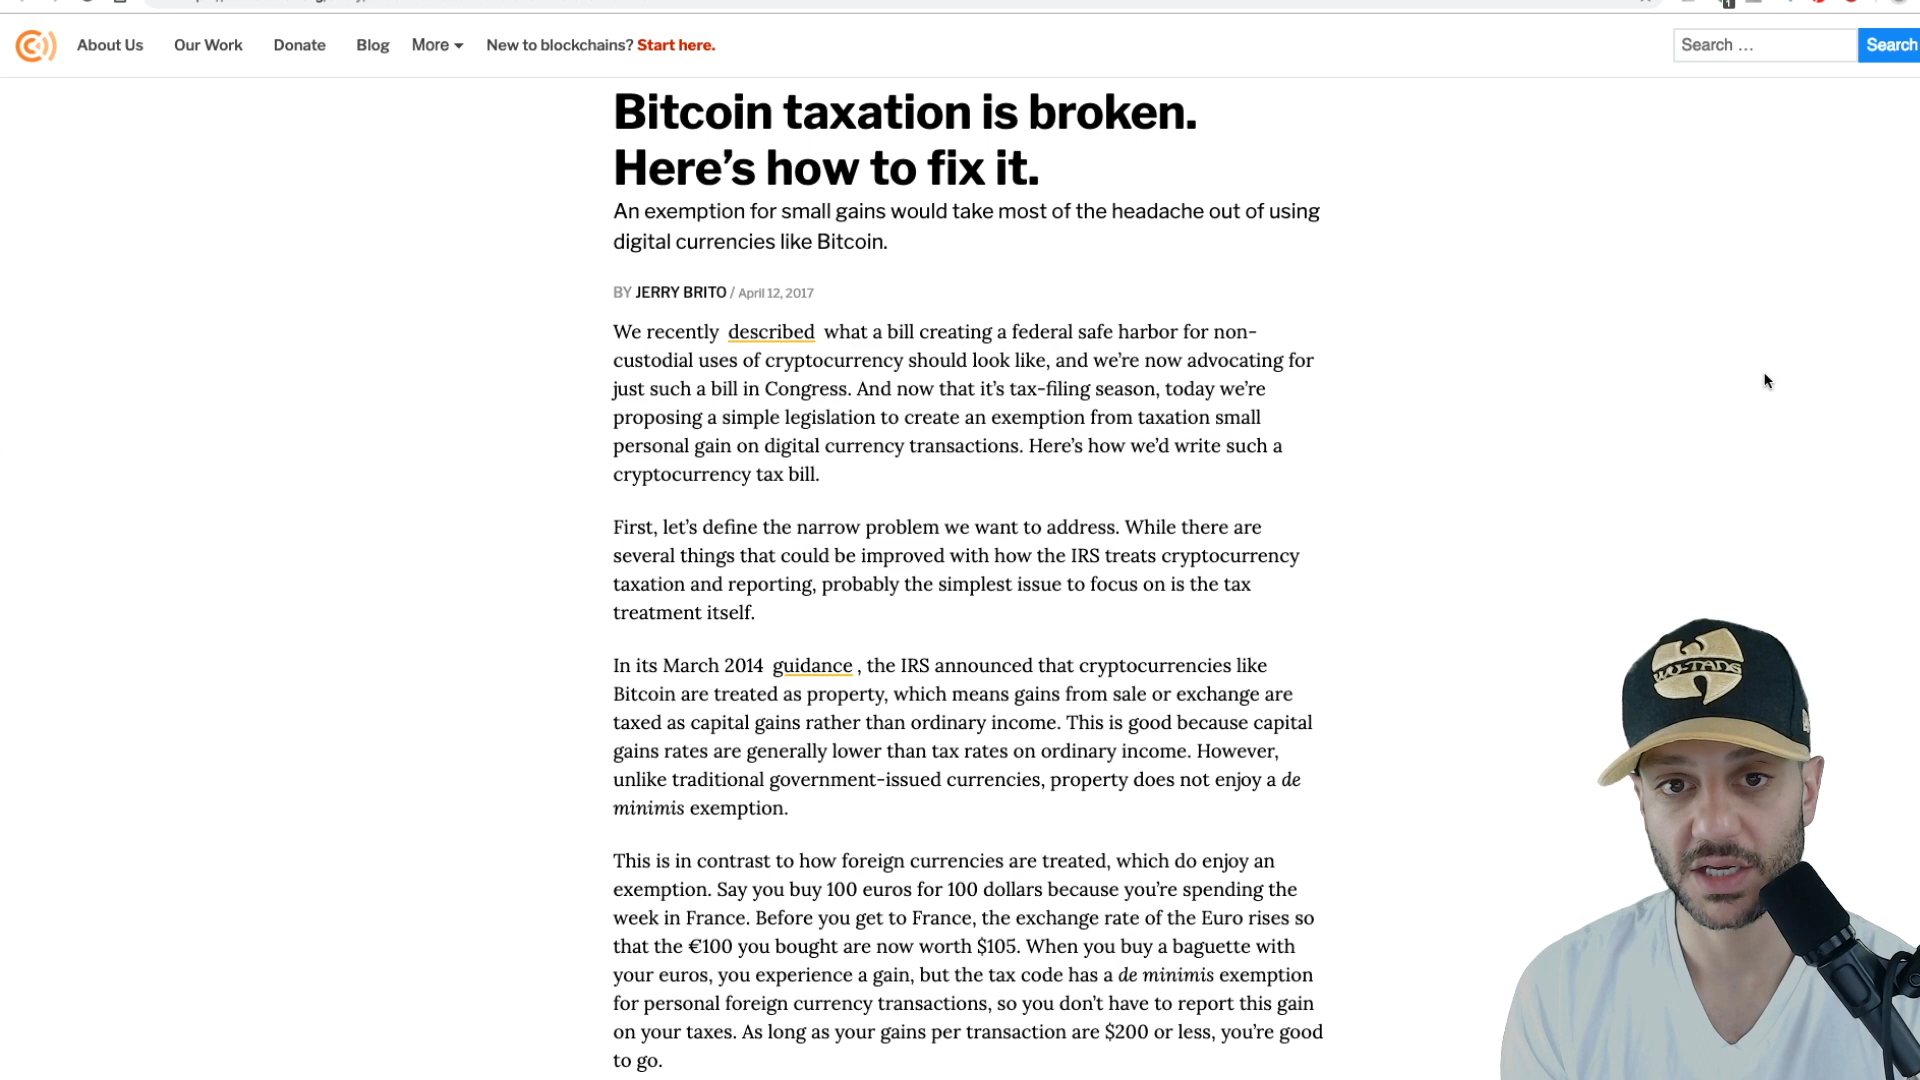 About Us
Our Work
Donate
Blog
More
New to blockchains? Start here.
Search ...
Search
1
Bitcoin taxation is broken.
Here’s how to fix it.
An exemption for small gains would take most of the headache out of using
digital currencies like Bitcoin.
BY JERRY BRITO / April 12, 2017
We recently described what a bill creating a federal safe harbor for non-
custodial uses of cryptocurrency should look like, and we’re now advocating for
just such a bill in Congress. And now that it’s tax-filing season, today we’re
proposing a simple legislation to create an exemption from taxation small
personal gain on digital currency transactions. Here’s how we’d write such a
cryptocurrency tax bill.
First, let’s define the narrow problem we want to address. While there are
several things that could be improved with how the IRS treats cryptocurrency
taxation and reporting, probably the simplest issue to focus on is the tax
treatment itself.
In its March 2014 guidance , the IRS announced that cryptocurrencies like
Bitcoin are treated as property, which means gains from sale or exchange are
taxed as capital gains rather than ordinary income. This is good because capital
gains rates are generally lower than tax rates on ordinary income. However,
unlike traditional government-issued currencies, property does not enjoy a de
minimis exemption.
This is in contrast to how foreign currencies are treated, which do enjoy an
exemption. Say you buy 100 euros for 100 dollars because you’re spending the
week in France. Before you get to France, the exchange rate of the Euro rises so
that the €100 you bought are now worth $105. When you buy a baguette with
your euros, you experience a gain, but the tax code has a de minimis exemption
for personal foreign currency transactions, so you don’t have to report this gain
on your taxes. As long as your gains per transaction are $200 or less, you’re good
to go.
WU-TANG